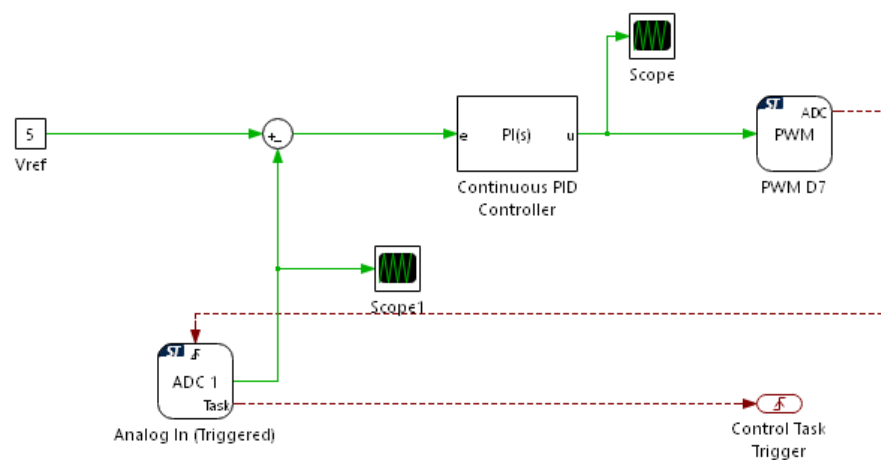 Scope
5
Vref
+
-
e
PI(s)
u
Continuous PID
Controller
ST
ADC
PWM
PWM D7
Scope1
ST
ADC 1
Task
Analog In (Triggered)
Control Task
Trigger